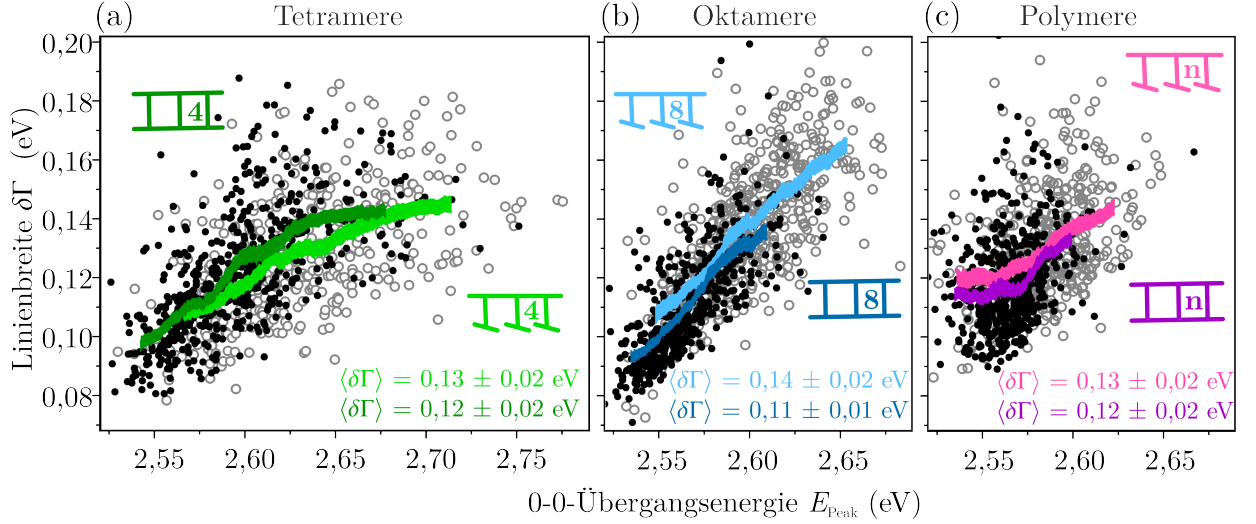 (a) Tetramere
(b) Oktamere
(c) Polymere
Linienbreite δΓ (eV)
0,20
0,18
0,16
0,14
0,12
0,10
0,08
4
4
⟨δΓ⟩ = 0,13 ± 0,02 eV
⟨δΓ⟩ = 0,12 ± 0,02 eV
2,55 2,60 2,65 2,70 2,75
8
8
⟨δΓ⟩ = 0,14 ± 0,02 eV
⟨δΓ⟩ = 0,11 ± 0,01 eV
2,55 2,60 2,65
n
n
⟨δΓ⟩ = 0,13 ± 0,02 eV
⟨δΓ⟩ = 0,12 ± 0,02 eV
2,55 2,60 2,65
0-0-Übergangsenergie E_Peak (eV)